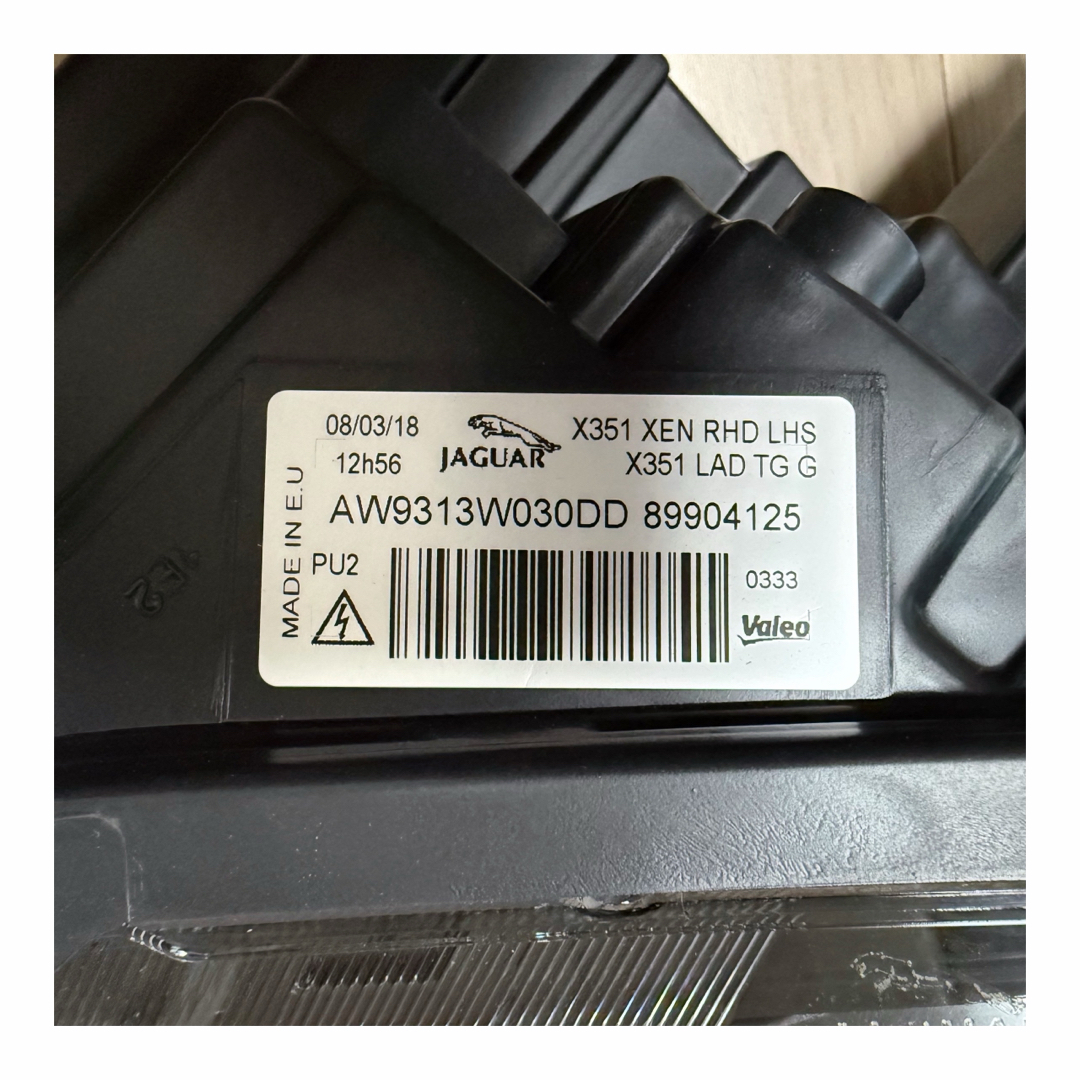 08/03/18
12h56
JAGUAR
X351 XEN RHD LHS
X351 LAD TG G
AW9313W030DD 89904125
MADE IN E.U
PU2
0333
Valeo